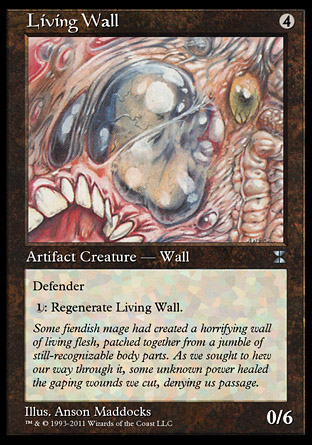 Living Wall 4
Artifact Creature — Wall
Defender
1: Regenerate Living Wall.
Some fiendish mage had created a horrifying wall
of living flesh, patched together from a jumble of
still-recognizable body parts. As we sought to hew
our way through it, some unknown power healed
the gaping wounds we cut, denying us passage.
Illus. Anson Maddocks
™ & © 1993-2011 Wizards of the Coast LLC
0/6